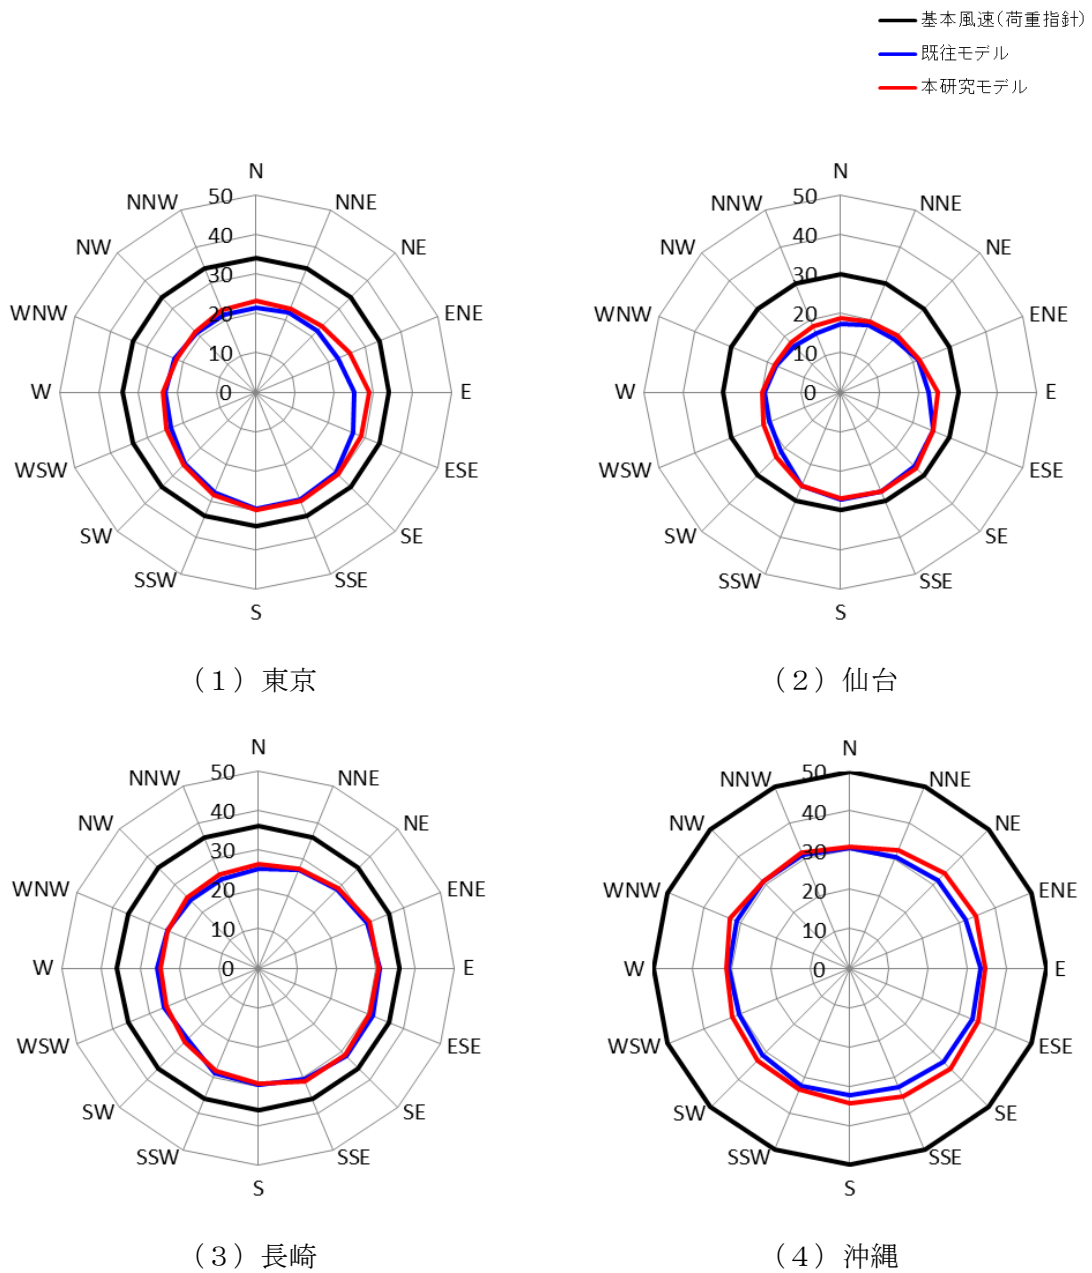 基本風速(荷重指針)
既往モデル
本研究モデル
N
NNE
NE
ENE
E
ESE
SE
SSE
S
SSW
SW
WSW
W
WNW
NW
NNW
50
40
30
20
10
0
(1)東京
N
NNE
NE
ENE
E
ESE
SE
SSE
S
SSW
SW
WSW
W
WNW
NW
NNW
50
40
30
20
10
0
(2)仙台
N
NNE
NE
ENE
E
ESE
SE
SSE
S
SSW
SW
WSW
W
WNW
NW
NNW
50
40
30
20
10
0
(3)長崎
N
NNE
NE
ENE
E
ESE
SE
SSE
S
SSW
SW
WSW
W
WNW
NW
NNW
50
40
30
20
10
0
(4)沖縄